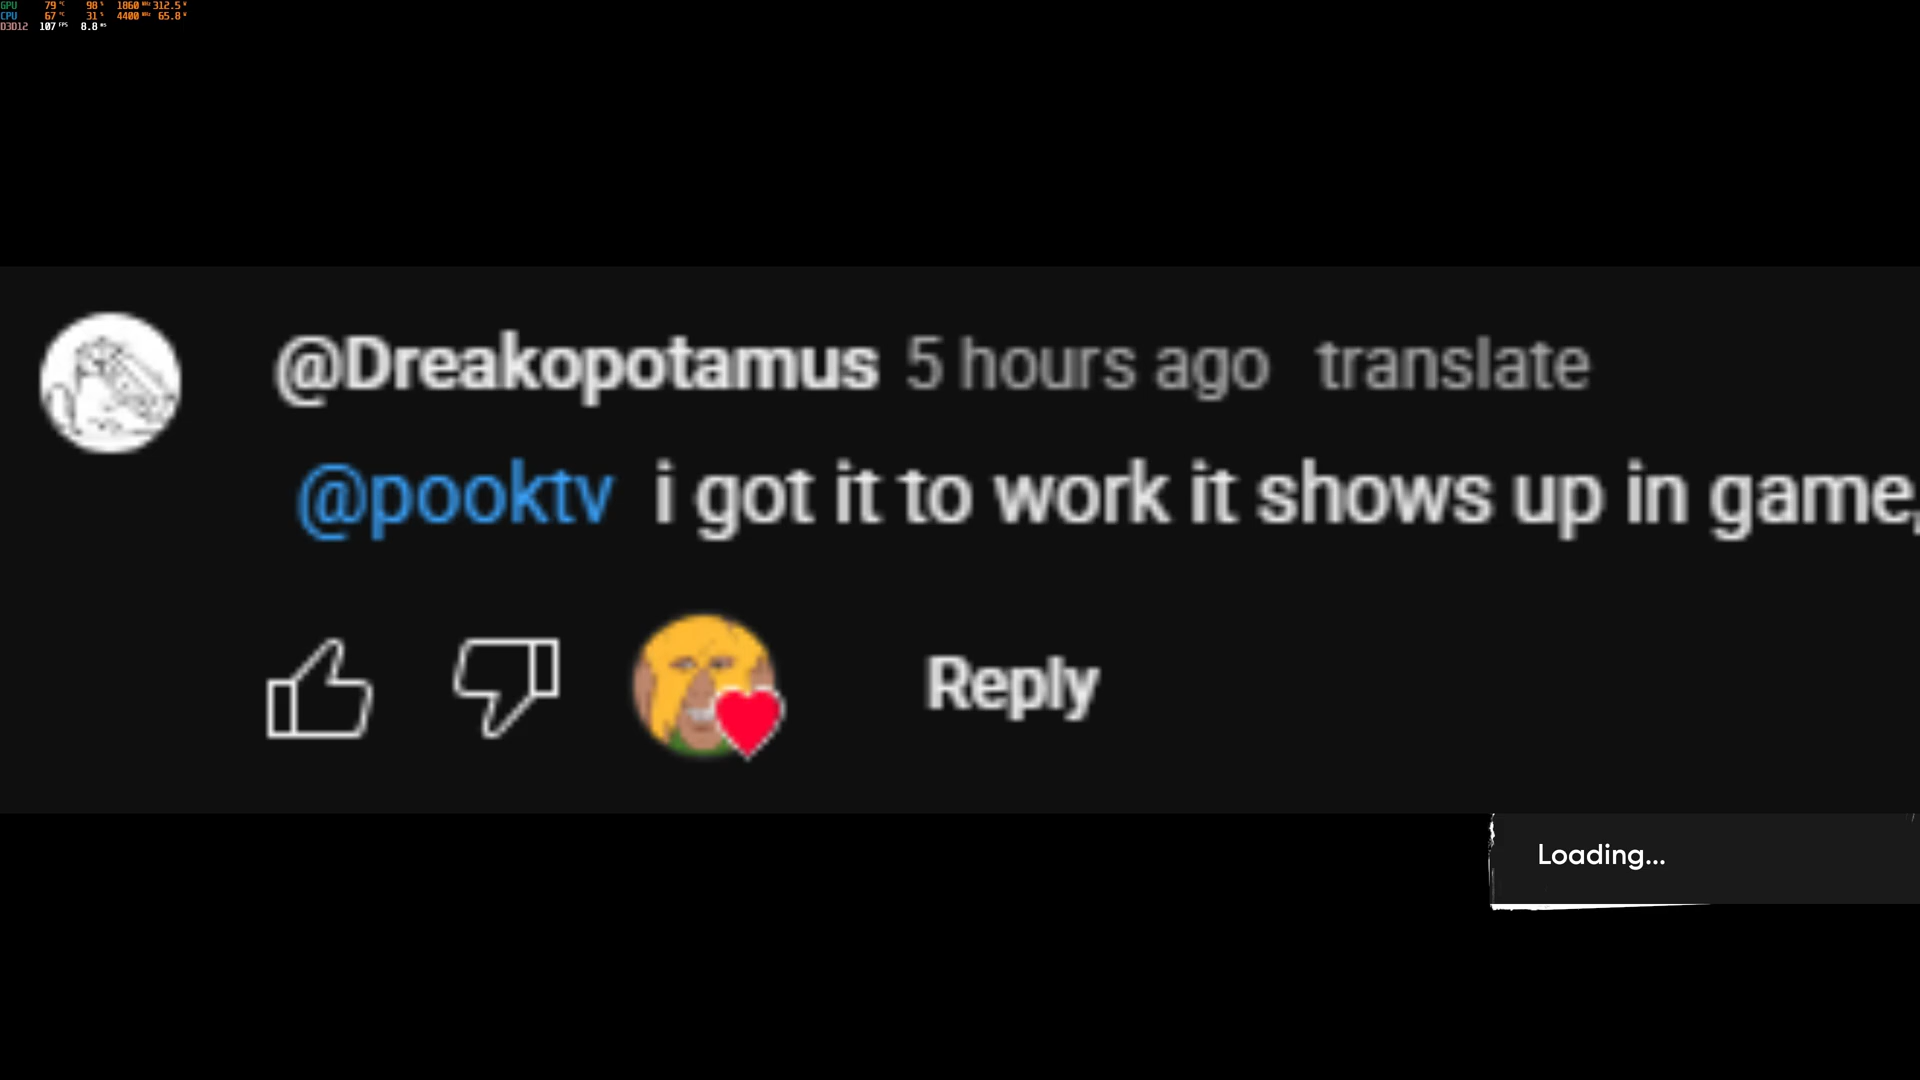 GPU 79 °C 98 % 1860 MHz 312.5 W
CPU 67 °C 31 % 4400 MHz 65.8 W
D3D12 107 FPS 8.8 ms
@Dreakopotamus 5 hours ago translate
@pooktv i got it to work it shows up in game,
Reply
Loading...